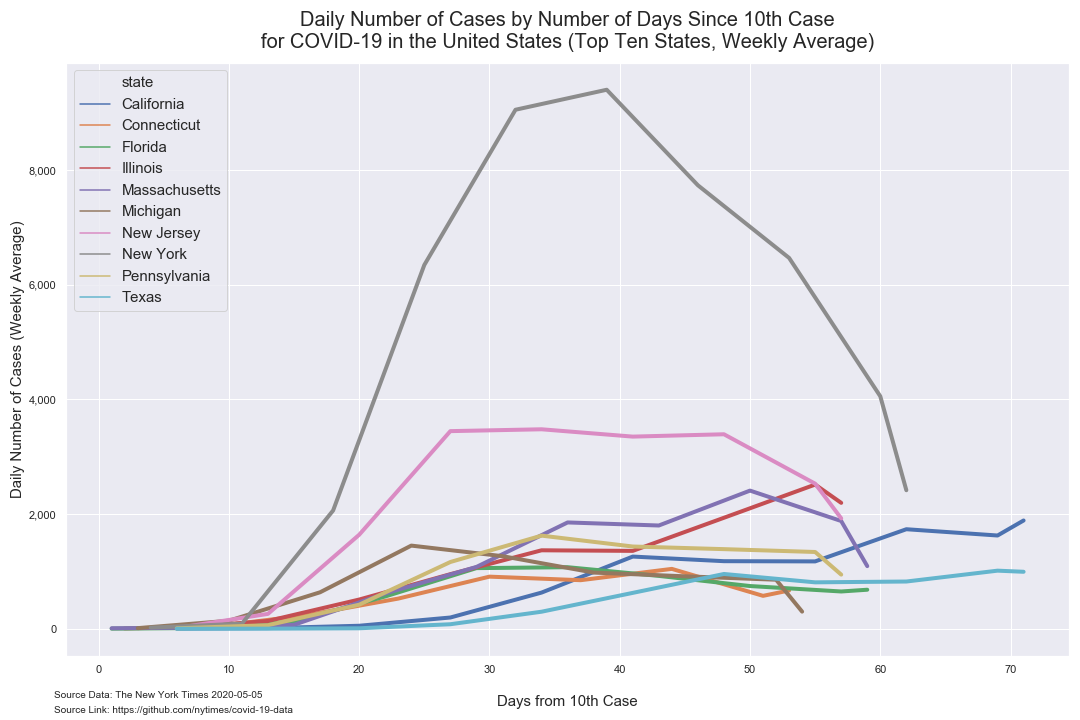 Daily Number of Cases by Number of Days Since 10th Case
for COVID-19 in the United States (Top Ten States, Weekly Average)
state
California
Connecticut
Florida
Illinois
Massachusetts
Michigan
New Jersey
New York
Pennsylvania
Texas
Daily Number of Cases (Weekly Average)
8,000
6,000
4,000
2,000
0
0 10 20 30 40 50 60 70
Days from 10th Case
Source Data: The New York Times 2020-05-05
Source Link: https://github.com/nytimes/covid-19-data